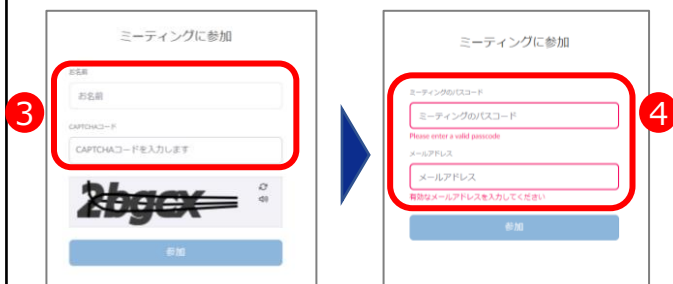 ミーティングに参加
お名前
お名前
CAPTCHAコード
CAPTCHAコードを入力します
2bgcx
参加
3
ミーティングに参加
ミーティングのパスコード
ミーティングのパスコード
Please enter a valid passcode
メールアドレス
メールアドレス
有効なメールアドレスを入力してください
参加
4